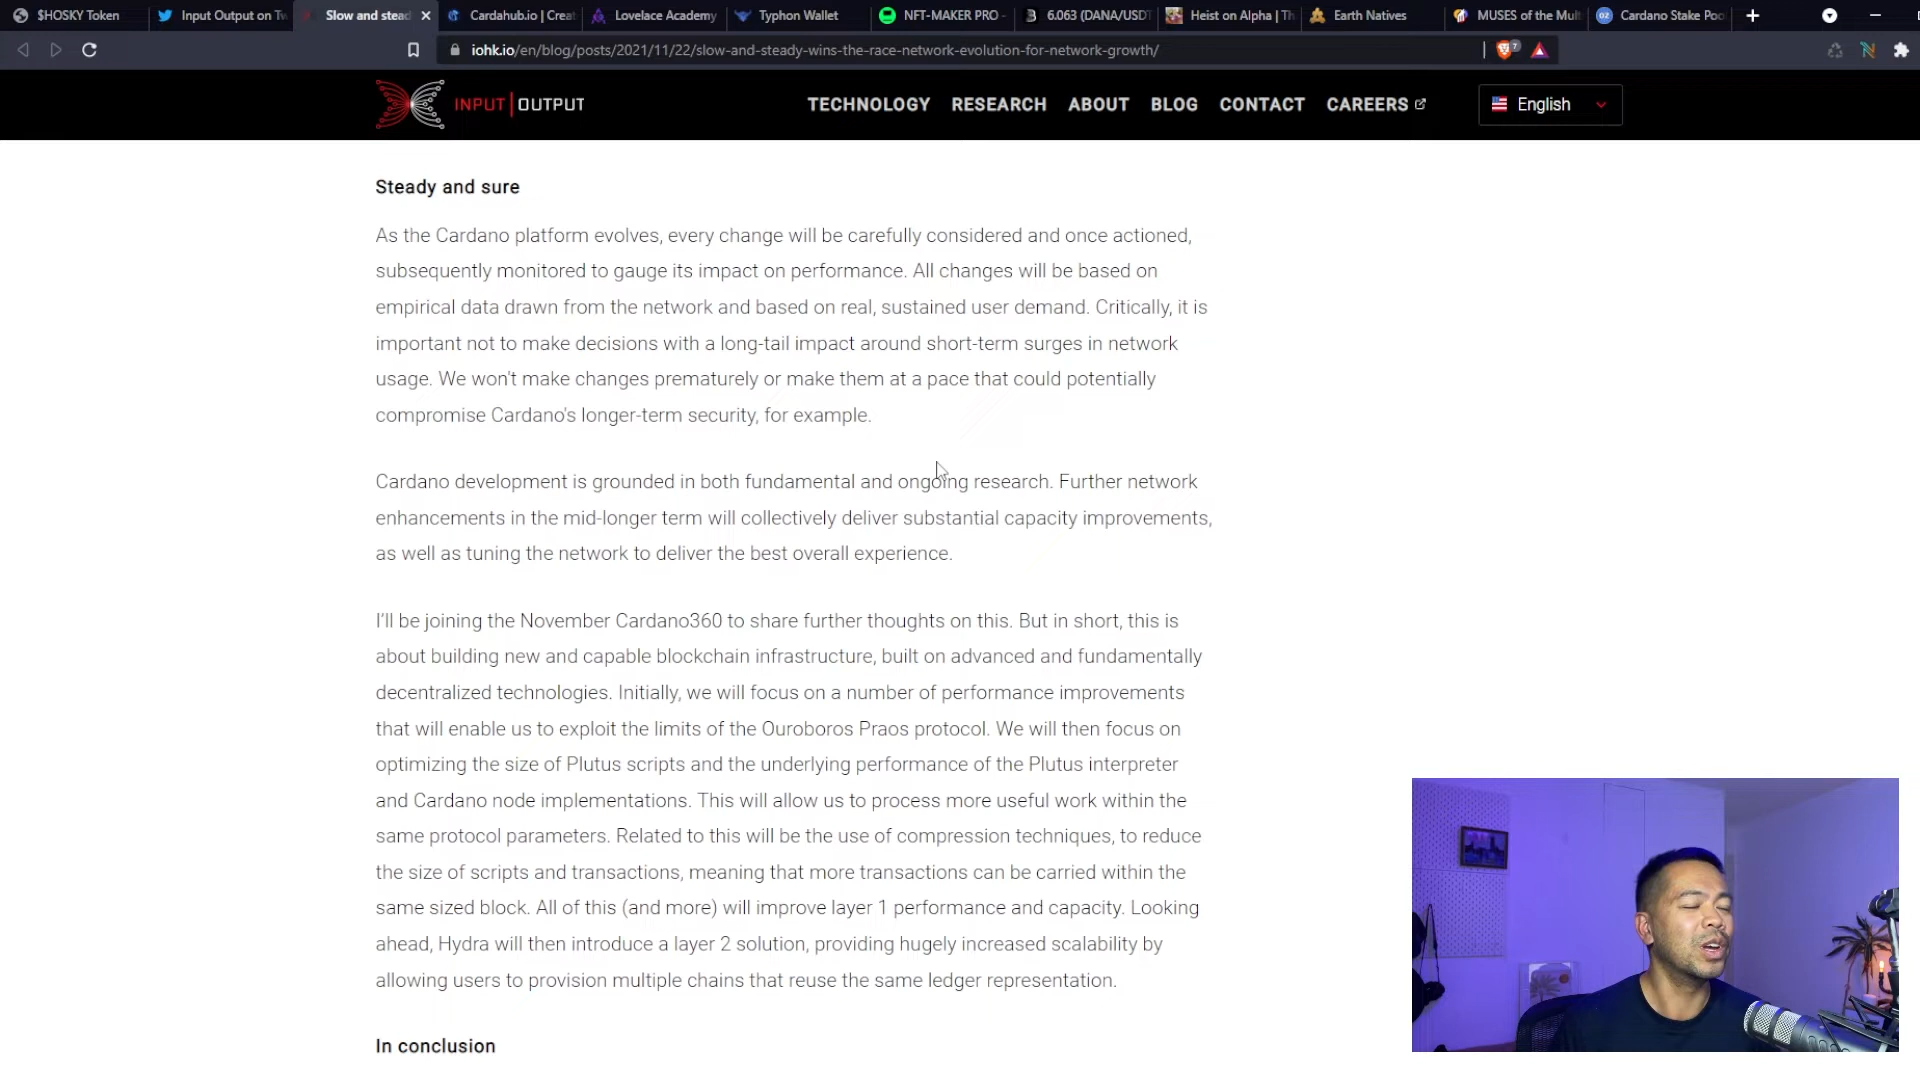 $HOSKY Token
Input Output on Tw
Slow and stead
Cardahub.io | Creat
Lovelace Academy
Typhon Wallet
NFT-MAKER PRO -
6.063 (DANA/USDT
Heist on Alpha | Th
Earth Natives
MUSES of the Mult
Cardano Stake Poo
iohk.io/en/blog/posts/2021/11/22/slow-and-steady-wins-the-race-network-evolution-for-network-growth/
INPUT | OUTPUT
TECHNOLOGY
RESEARCH
ABOUT
BLOG
CONTACT
CAREERS
English
Steady and sure
As the Cardano platform evolves, every change will be carefully considered and once actioned,
subsequently monitored to gauge its impact on performance. All changes will be based on
empirical data drawn from the network and based on real, sustained user demand. Critically, it is
important not to make decisions with a long-tail impact around short-term surges in network
usage. We won't make changes prematurely or make them at a pace that could potentially
compromise Cardano's longer-term security, for example.
Cardano development is grounded in both fundamental and ongoing research. Further network
enhancements in the mid-longer term will collectively deliver substantial capacity improvements,
as well as tuning the network to deliver the best overall experience.
I'll be joining the November Cardano360 to share further thoughts on this. But in short, this is
about building new and capable blockchain infrastructure, built on advanced and fundamentally
decentralized technologies. Initially, we will focus on a number of performance improvements
that will enable us to exploit the limits of the Ouroboros Praos protocol. We will then focus on
optimizing the size of Plutus scripts and the underlying performance of the Plutus interpreter
and Cardano node implementations. This will allow us to process more useful work within the
same protocol parameters. Related to this will be the use of compression techniques, to reduce
the size of scripts and transactions, meaning that more transactions can be carried within the
same sized block. All of this (and more) will improve layer 1 performance and capacity. Looking
ahead, Hydra will then introduce a layer 2 solution, providing hugely increased scalability by
allowing users to provision multiple chains that reuse the same ledger representation.
In conclusion